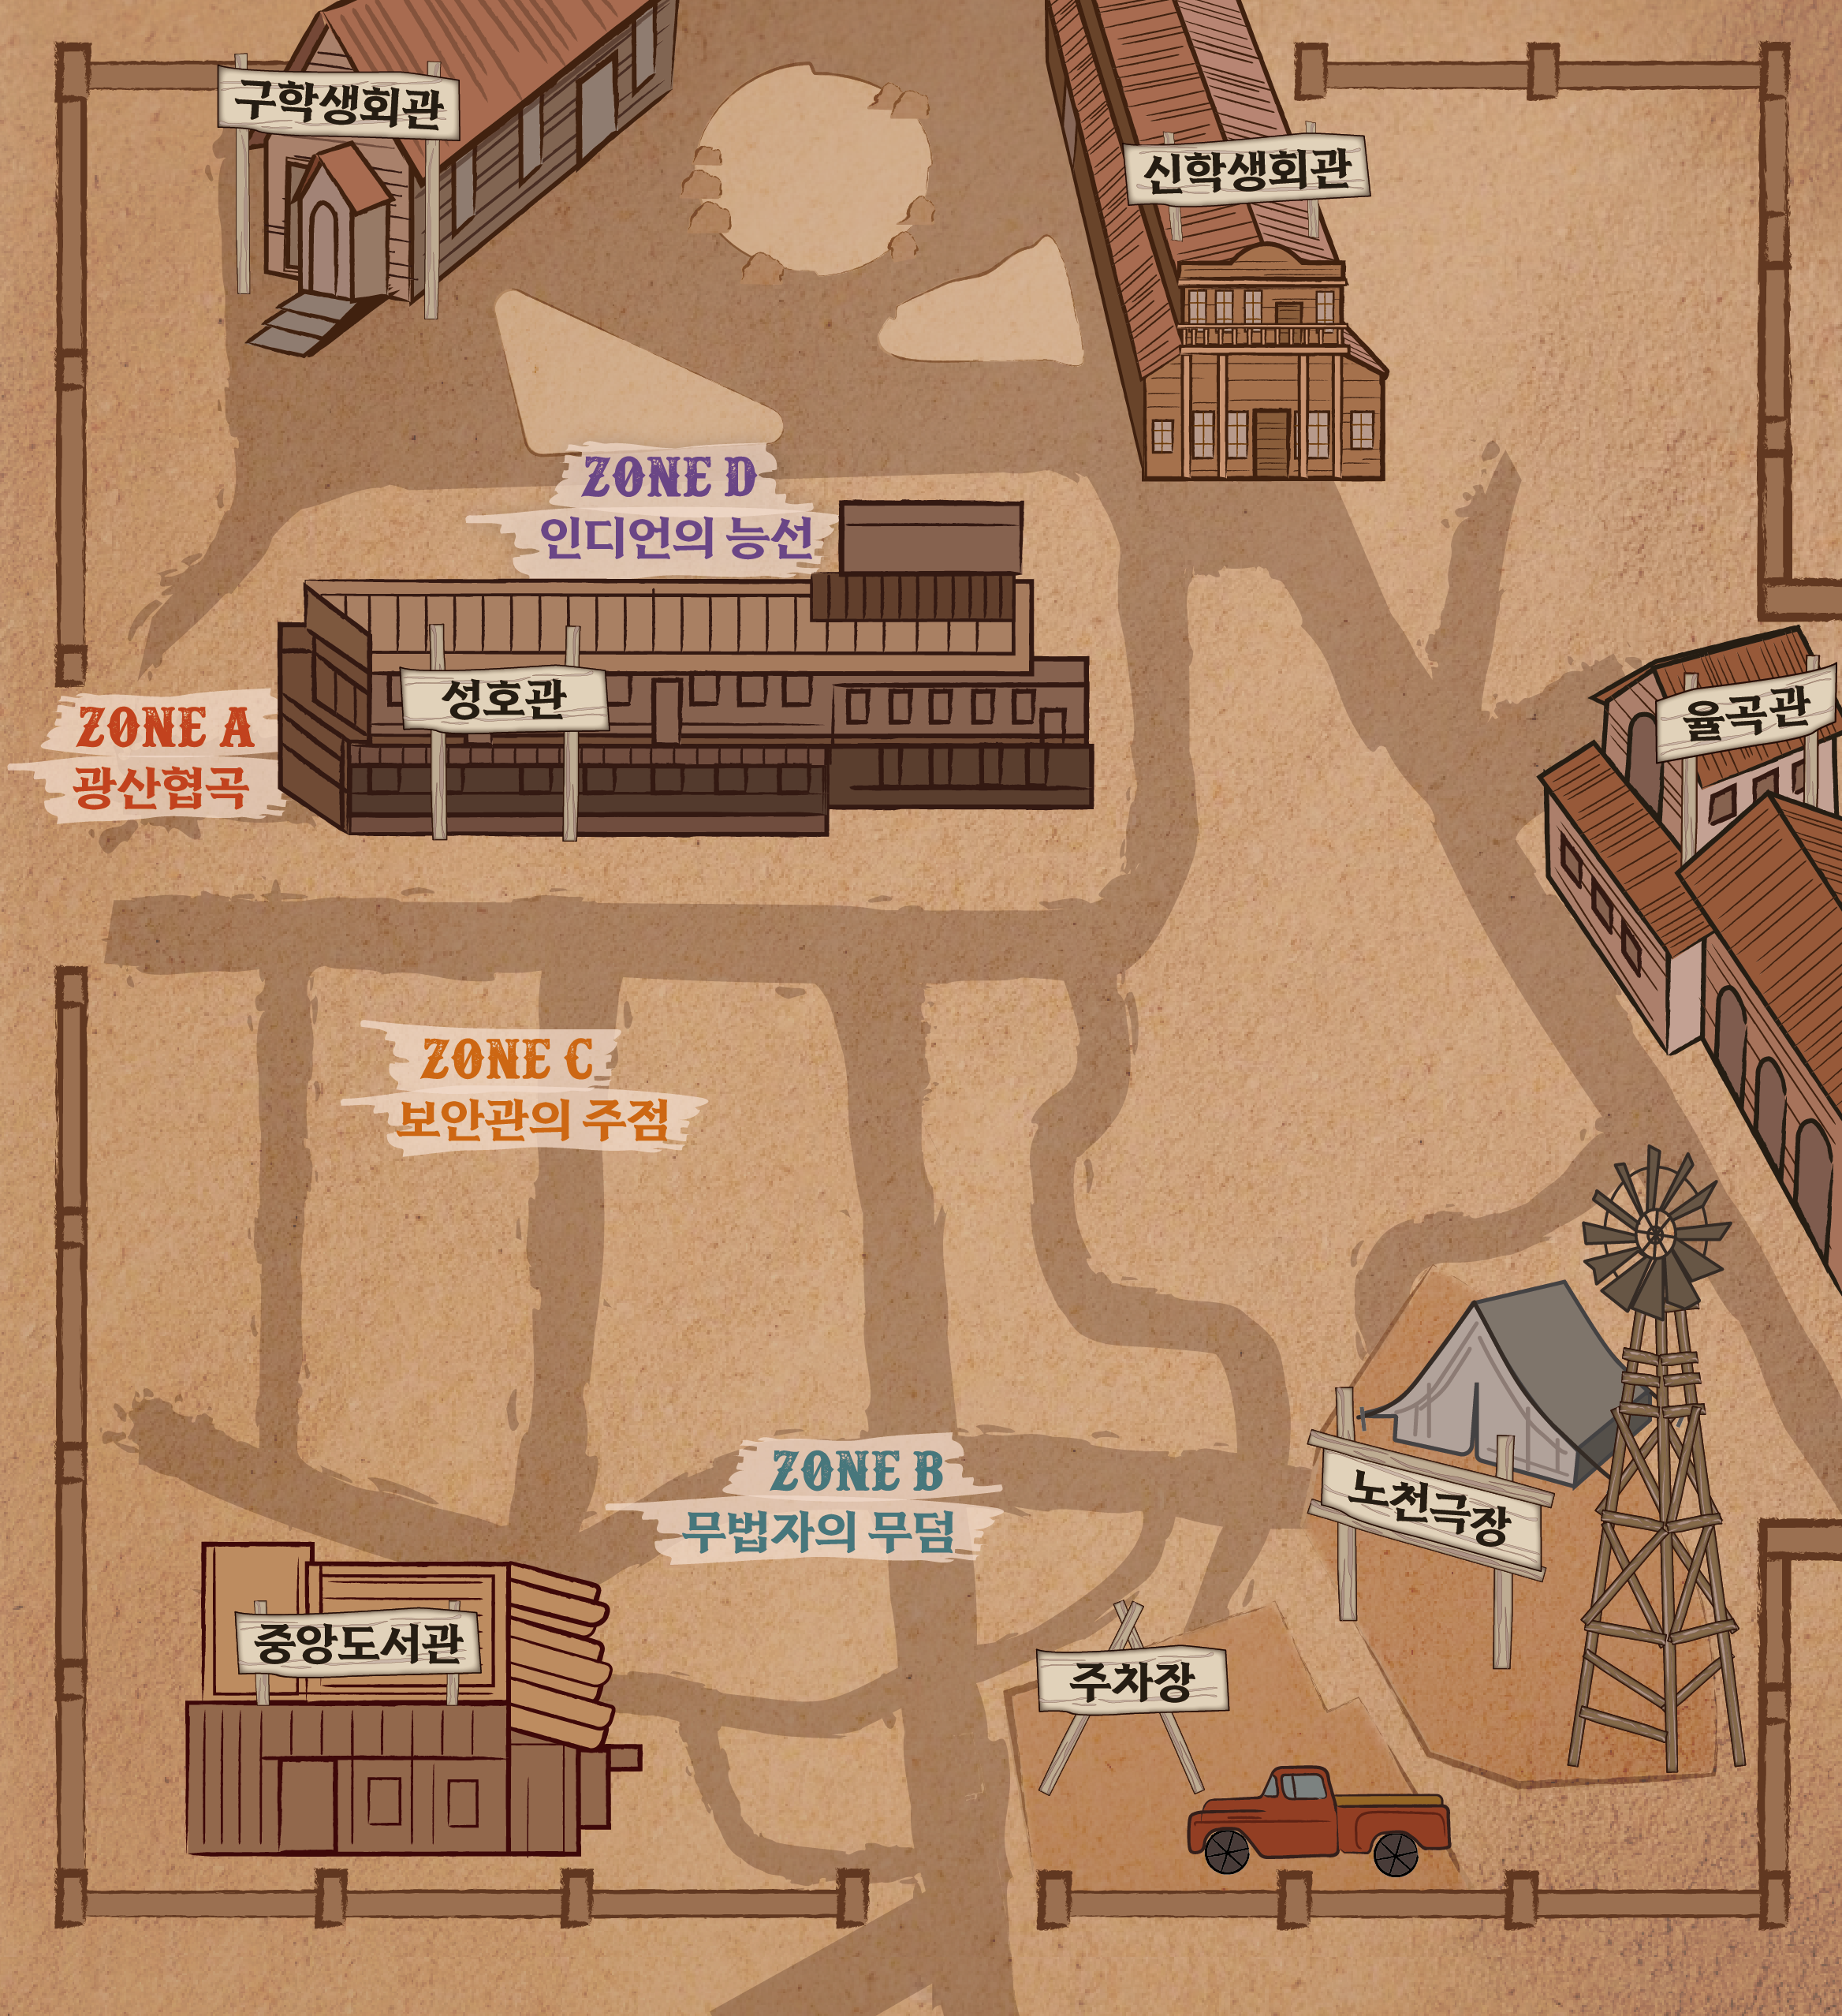 구학생회관
신학생회관
ZONE D
인디언의 능선
성호관
율곡관
ZONE A
광산협곡
ZONE C
보안관의 주점
ZONE B
무법자의 무덤
노천극장
중앙도서관
주차장